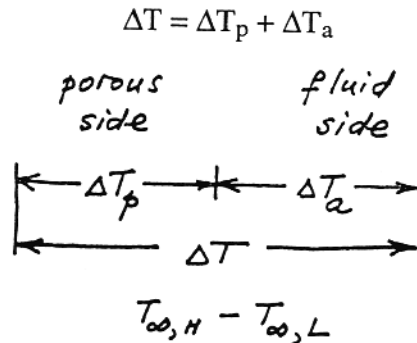 ΔT = ΔTp + ΔTa
porous fluid
side side
ΔTp ΔTa
ΔT
T∞,H − T∞,L